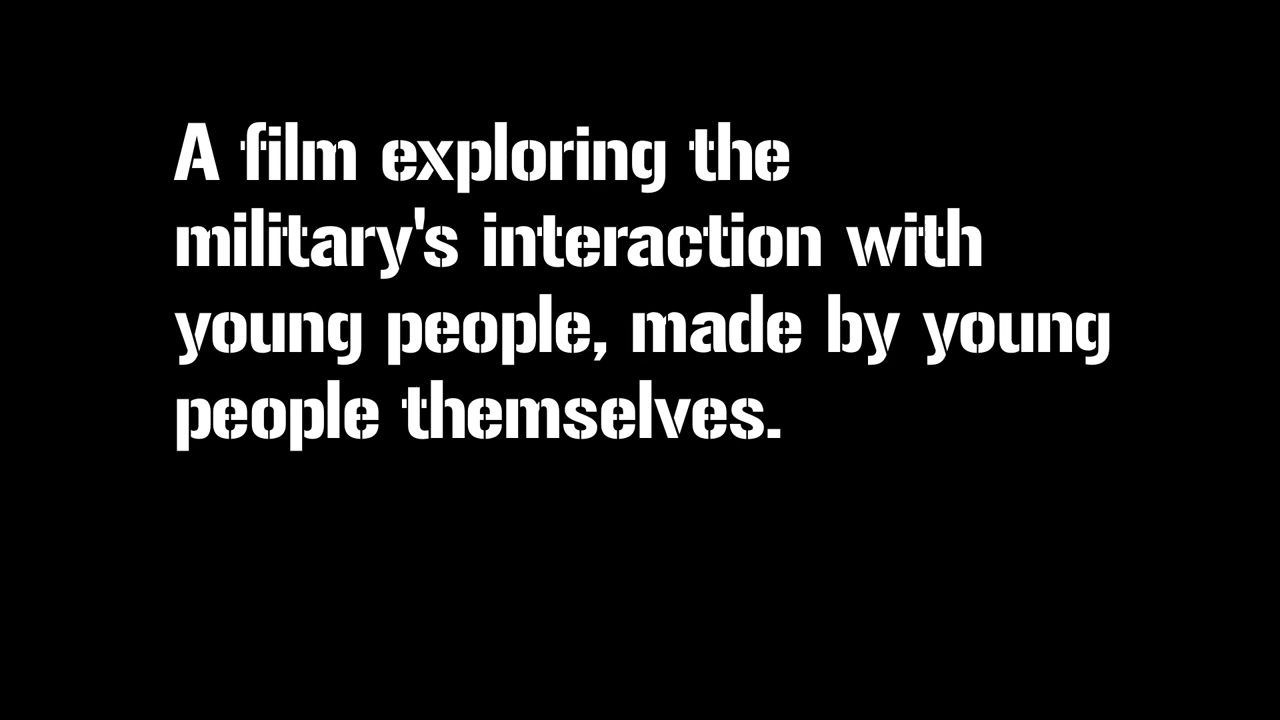 A film exploring the
military's interaction with
young people, made by young
people themselves.